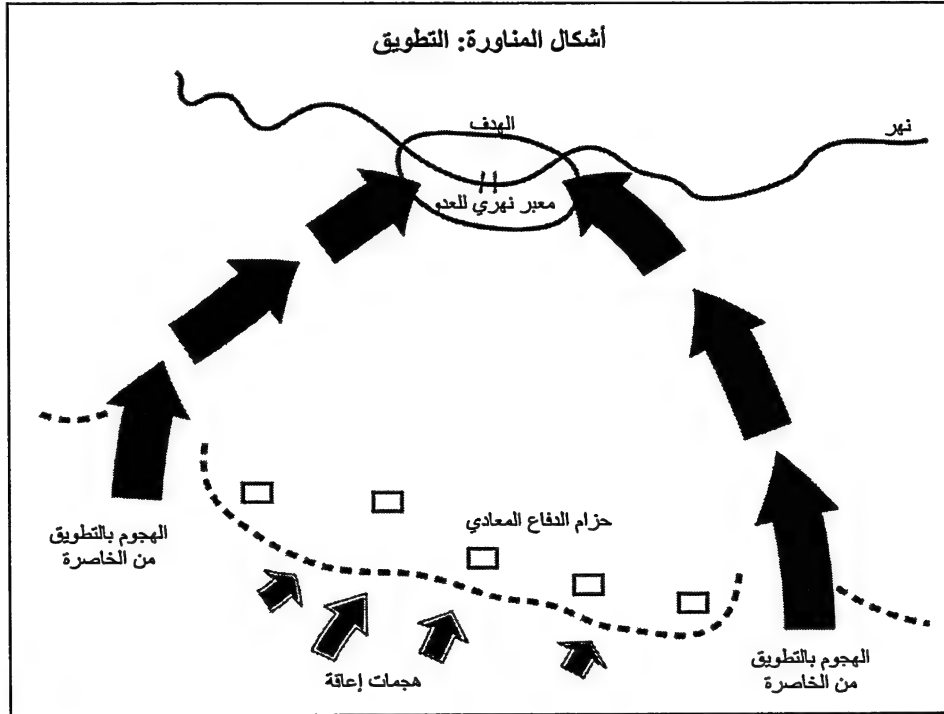 أشكال المناورة: التطويق
الهدف
نهر
معبر نهري للعدو
حزام الدفاع المعادي
الهجوم بالتطويق
من الخاصرة
هجمات إعاقة
الهجوم بالتطويق
من الخاصرة